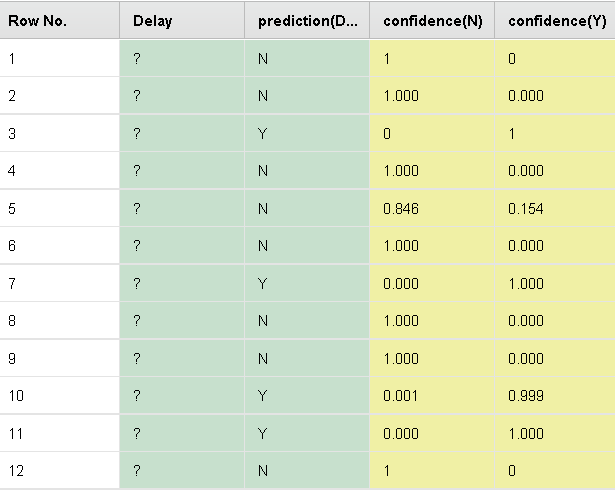 Row No. Delay prediction(D... confidence(N) confidence(Y)
1 ? N 1 0
2 ? N 1.000 0.000
3 ? Y 0 1
4 ? N 1.000 0.000
5 ? N 0.846 0.154
6 ? N 1.000 0.000
7 ? Y 0.000 1.000
8 ? N 1.000 0.000
9 ? N 1.000 0.000
10 ? Y 0.001 0.999
11 ? Y 0.000 1.000
12 ? N 1 0